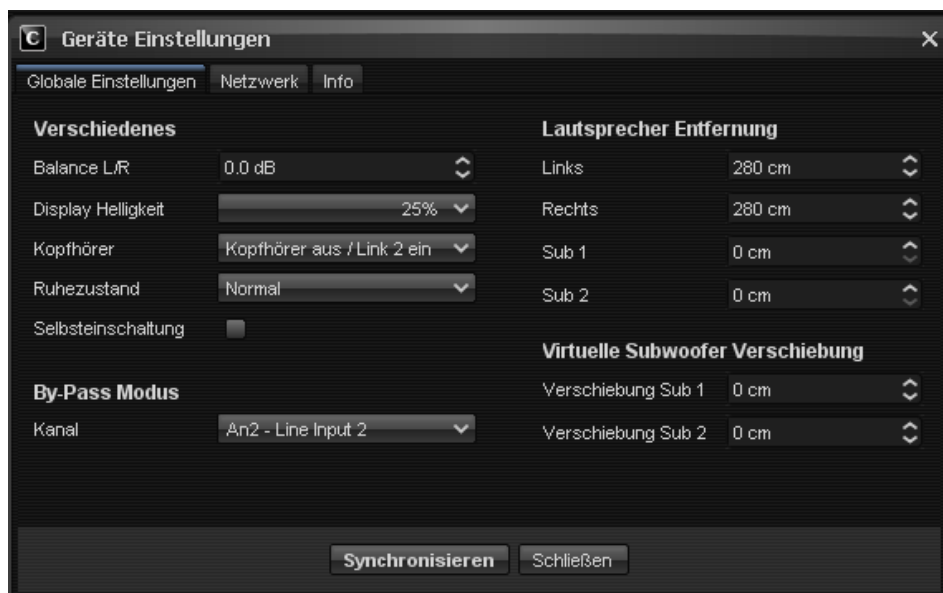 C Geräte Einstellungen
Globale Einstellungen Netzwerk Info
Verschiedenes
Balance L/R 0.0 dB
Display Helligkeit 25%
Kopfhörer Kopfhörer aus / Link 2 ein
Ruhezustand Normal
Selbsteinschaltung
By-Pass Modus
Kanal An2 - Line Input 2
Lautsprecher Entfernung
Links 280 cm
Rechts 280 cm
Sub 1 0 cm
Sub 2 0 cm
Virtuelle Subwoofer Verschiebung
Verschiebung Sub 1 0 cm
Verschiebung Sub 2 0 cm
Synchronisieren Schließen